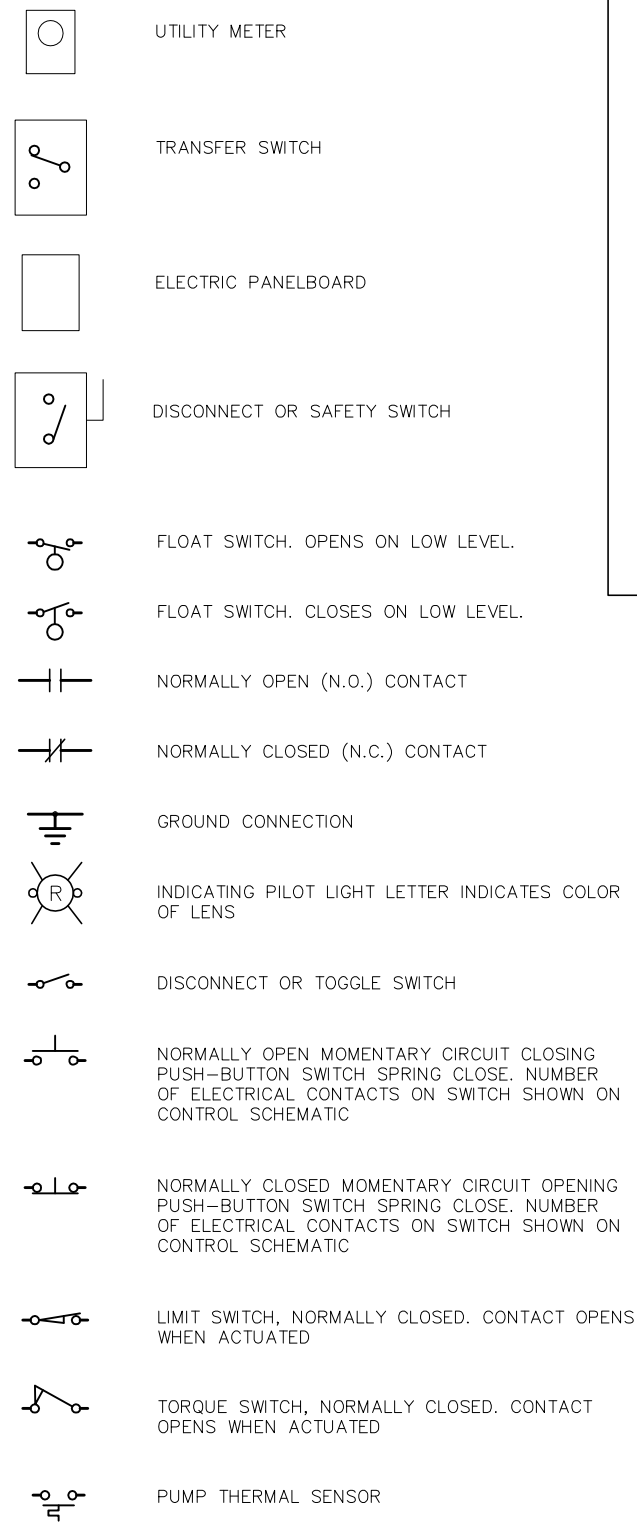 UTILITY METER
TRANSFER SWITCH
ELECTRIC PANELBOARD
DISCONNECT OR SAFETY SWITCH
FLOAT SWITCH. OPENS ON LOW LEVEL.
FLOAT SWITCH. CLOSES ON LOW LEVEL.
NORMALLY OPEN (N.O.) CONTACT
NORMALLY CLOSED (N.C.) CONTACT
GROUND CONNECTION
R
INDICATING PILOT LIGHT LETTER INDICATES COLOR
OF LENS
DISCONNECT OR TOGGLE SWITCH
NORMALLY OPEN MOMENTARY CIRCUIT CLOSING
PUSH-BUTTON SWITCH SPRING CLOSE. NUMBER
OF ELECTRICAL CONTACTS ON SWITCH SHOWN ON
CONTROL SCHEMATIC
NORMALLY CLOSED MOMENTARY CIRCUIT OPENING
PUSH-BUTTON SWITCH SPRING CLOSE. NUMBER
OF ELECTRICAL CONTACTS ON SWITCH SHOWN ON
CONTROL SCHEMATIC
LIMIT SWITCH, NORMALLY CLOSED. CONTACT OPENS
WHEN ACTUATED
TORQUE SWITCH, NORMALLY CLOSED. CONTACT
OPENS WHEN ACTUATED
PUMP THERMAL SENSOR